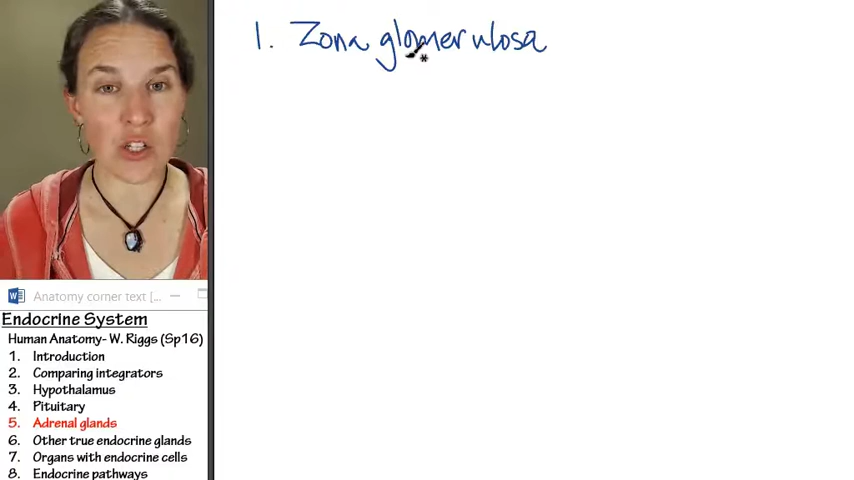 1. Zona glomerulosa
*
Anatomy corner text [...
Endocrine System
Human Anatomy- W. Riggs (Sp16)
1. Introduction
2. Comparing integrators
3. Hypothalamus
4. Pituitary
5. Adrenal glands
6. Other true endocrine glands
7. Organs with endocrine cells
8. Endocrine pathways